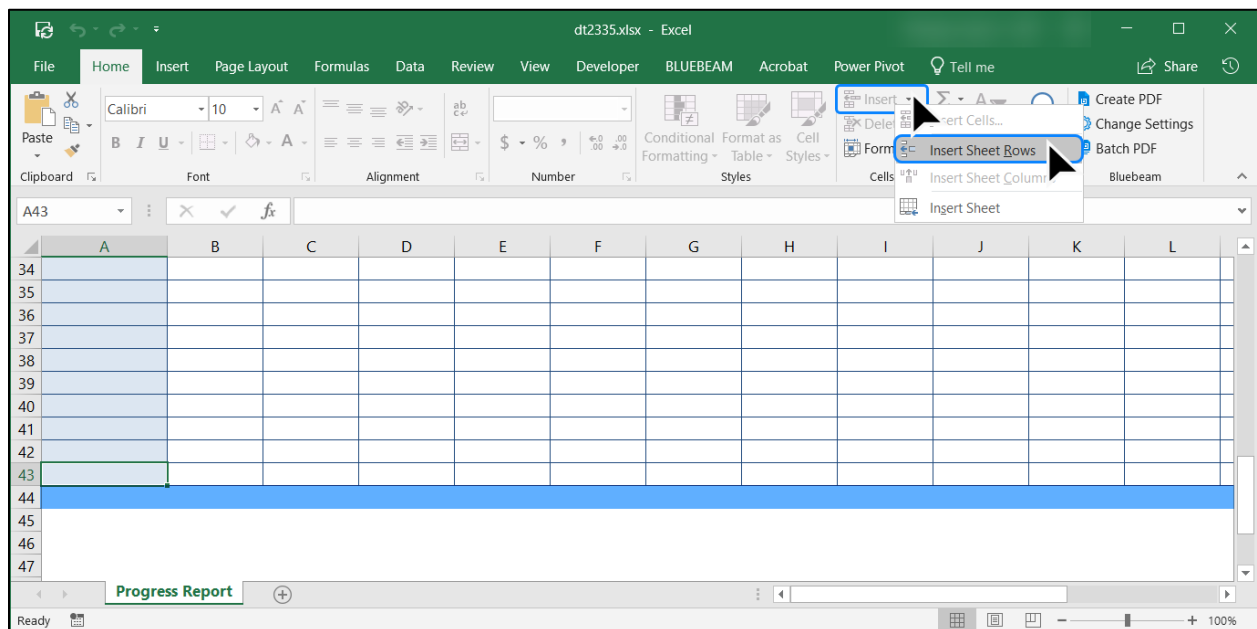 dt2335.xlsx - Excel
File Home Insert Page Layout Formulas Data Review View Developer BLUEBEAM Acrobat Power Pivot Tell me Share
Paste
Clipboard
Calibri 10 A A
B I U A
Font
ab
Alignment
$ % ,
Number
Conditional Formatting
Format as Table
Cell Styles
Styles
Insert
Form
Cells
Create PDF
Change Settings
Batch PDF
Bluebeam
Insert Sheet Rows
Insert Sheet
A43 fx
A B C D E F G H I J K L
34
35
36
37
38
39
40
41
42
43
44
45
46
47
Progress Report
Ready 100%